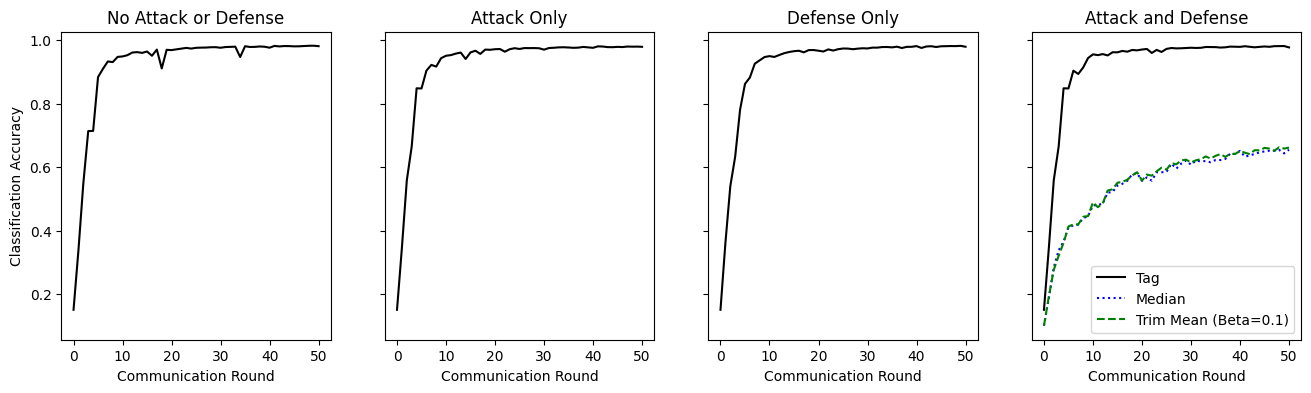 No Attack or Defense
Attack Only
Defense Only
Attack and Defense
Classification Accuracy
1.0
0.8
0.6
0.4
0.2
0 10 20 30 40 50
0 10 20 30 40 50
0 10 20 30 40 50
0 10 20 30 40 50
Communication Round
Communication Round
Communication Round
Communication Round
Tag
Median
Trim Mean (Beta=0.1)